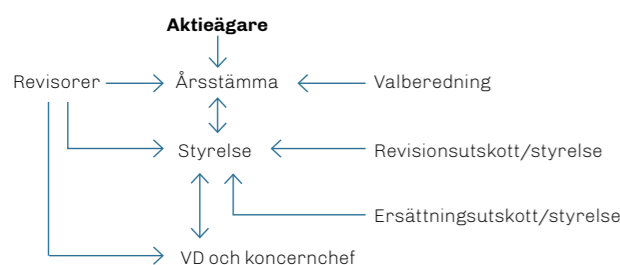 Aktieägare
Revisorer
Årsstämma
Valberedning
Styrelse
Revisionsutskott/styrelse
Ersättningsutskott/styrelse
VD och koncernchef